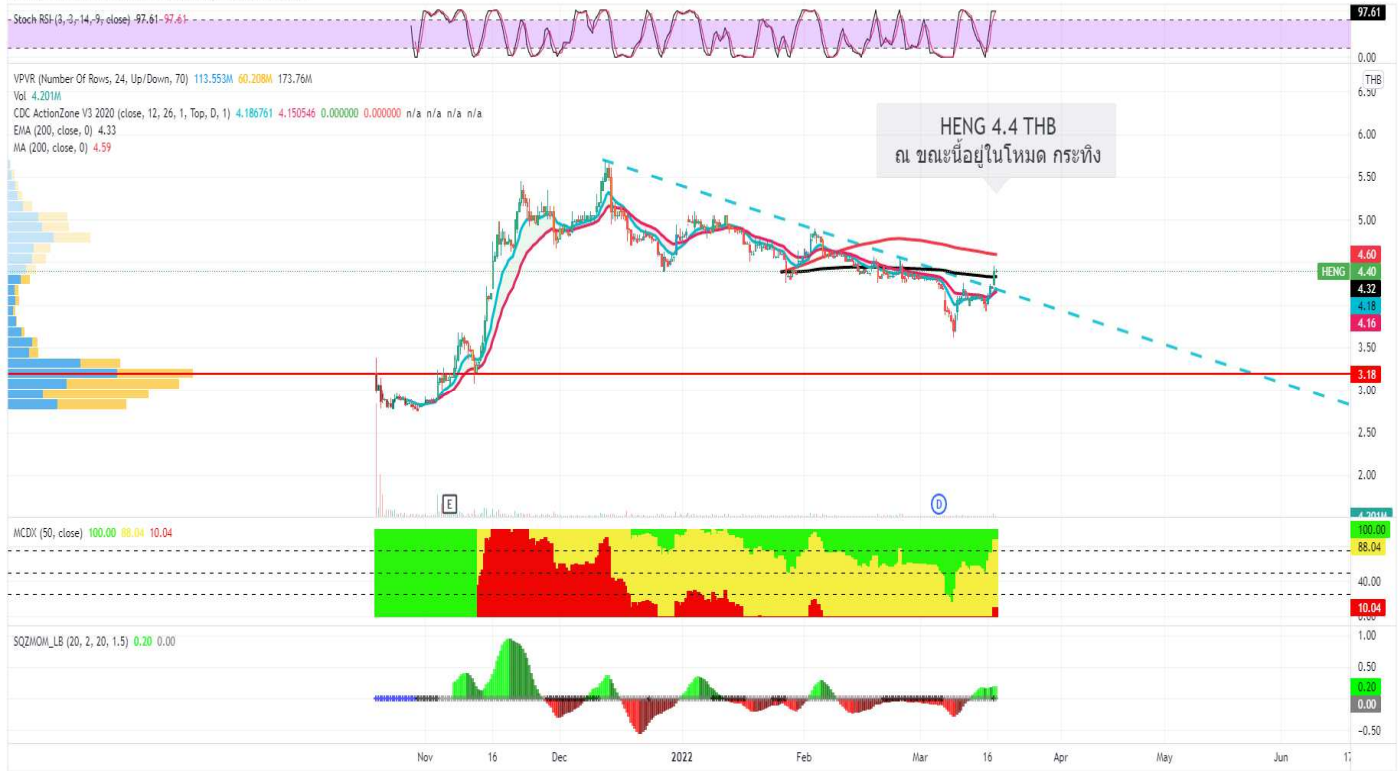 Stoch RSI (3, 3, 14, 9, close) 97.61 97.61
97.61
0.00
VPVR (Number Of Rows, 24, Up/Down, 70) 113.553M 60.208M 173.76M
Vol 4.201M
CDC ActionZone V3 2020 (close, 12, 26, 1, Top, D, 1) 4.186761 4.150546 0.000000 0.000000 n/a n/a n/a n/a
EMA (200, close, 0) 4.33
MA (200, close, 0) 4.59
HENG 4.4 THB
ณ ขณะนี้อยู่ในโหมด กระทิง
THB
6.50
6.00
5.50
5.00
4.60
HENG 4.40
4.32
4.18
4.16
3.50
3.18
3.00
2.50
2.00
E
D
4.201M
MCDX (50, close) 100.00 88.04 10.04
100.00
88.04
40.00
10.04
0.00
SQZMOM_LB (20, 2, 20, 1.5) 0.20 0.00
1.00
0.50
0.20
0.00
−0.50
Nov 16 Dec 2022 Feb Mar 16 Apr May Jun 17